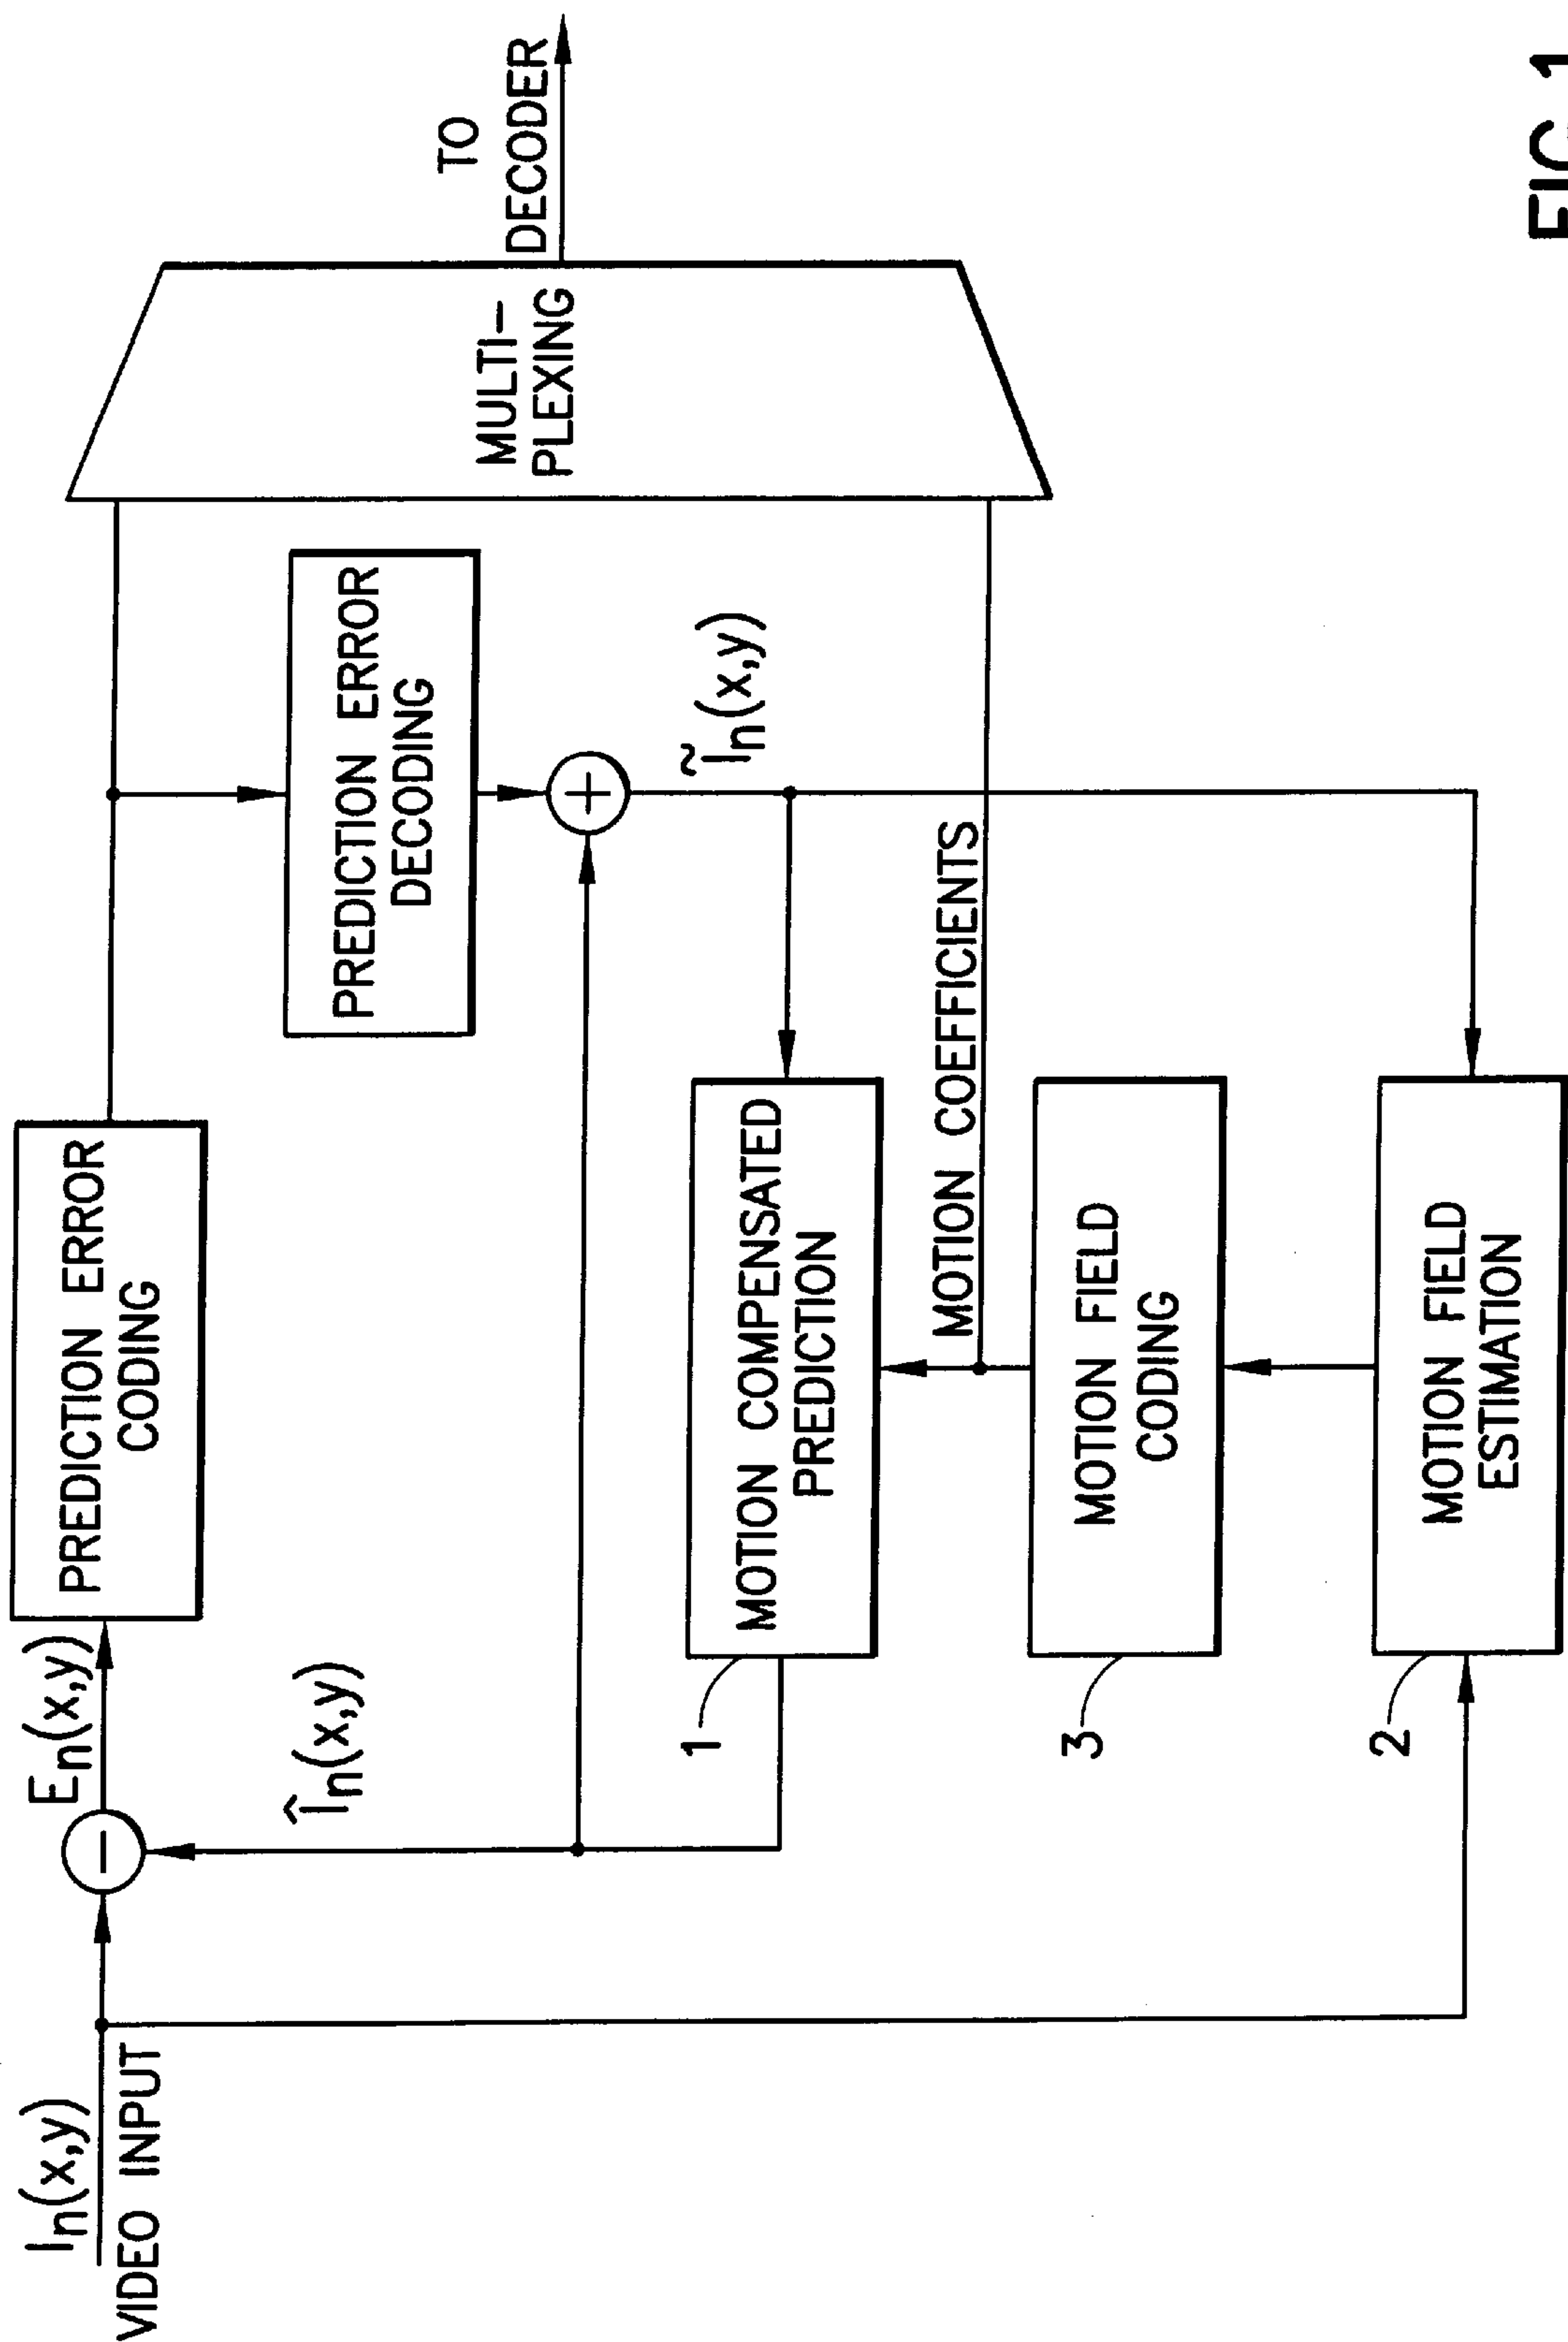 Iₙ(x,y)
VIDEO INPUT
Eₙ(x,y)
PREDICTION ERROR
CODING
Îₙ(x,y)
PREDICTION ERROR
DECODING
Ĩₙ(x,y)
MULTI–
PLEXING
TO
DECODER
1
MOTION COMPENSATED
PREDICTION
MOTION COEFFICIENTS
3
MOTION FIELD
CODING
2
MOTION FIELD
ESTIMATION
FIG.1